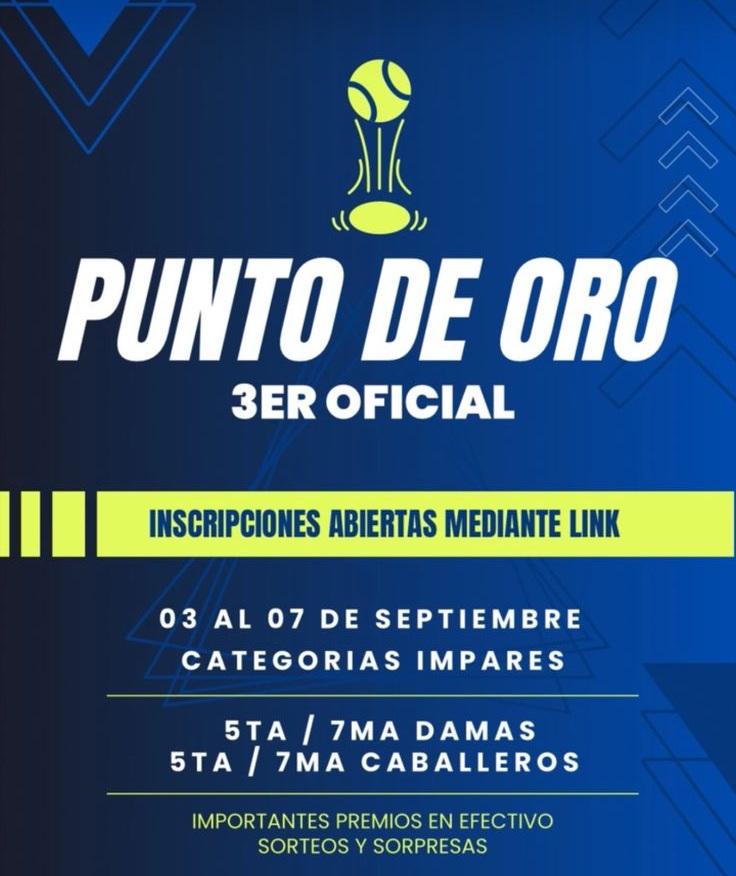 PUNTO DE ORO
3ER OFICIAL
INSCRIPCIONES ABIERTAS MEDIANTE LINK
03 AL 07 DE SEPTIEMBRE
CATEGORIAS IMPARES
5TA / 7MA DAMAS
5TA / 7MA CABALLEROS
IMPORTANTES PREMIOS EN EFECTIVO
SORTEOS Y SORPRESAS